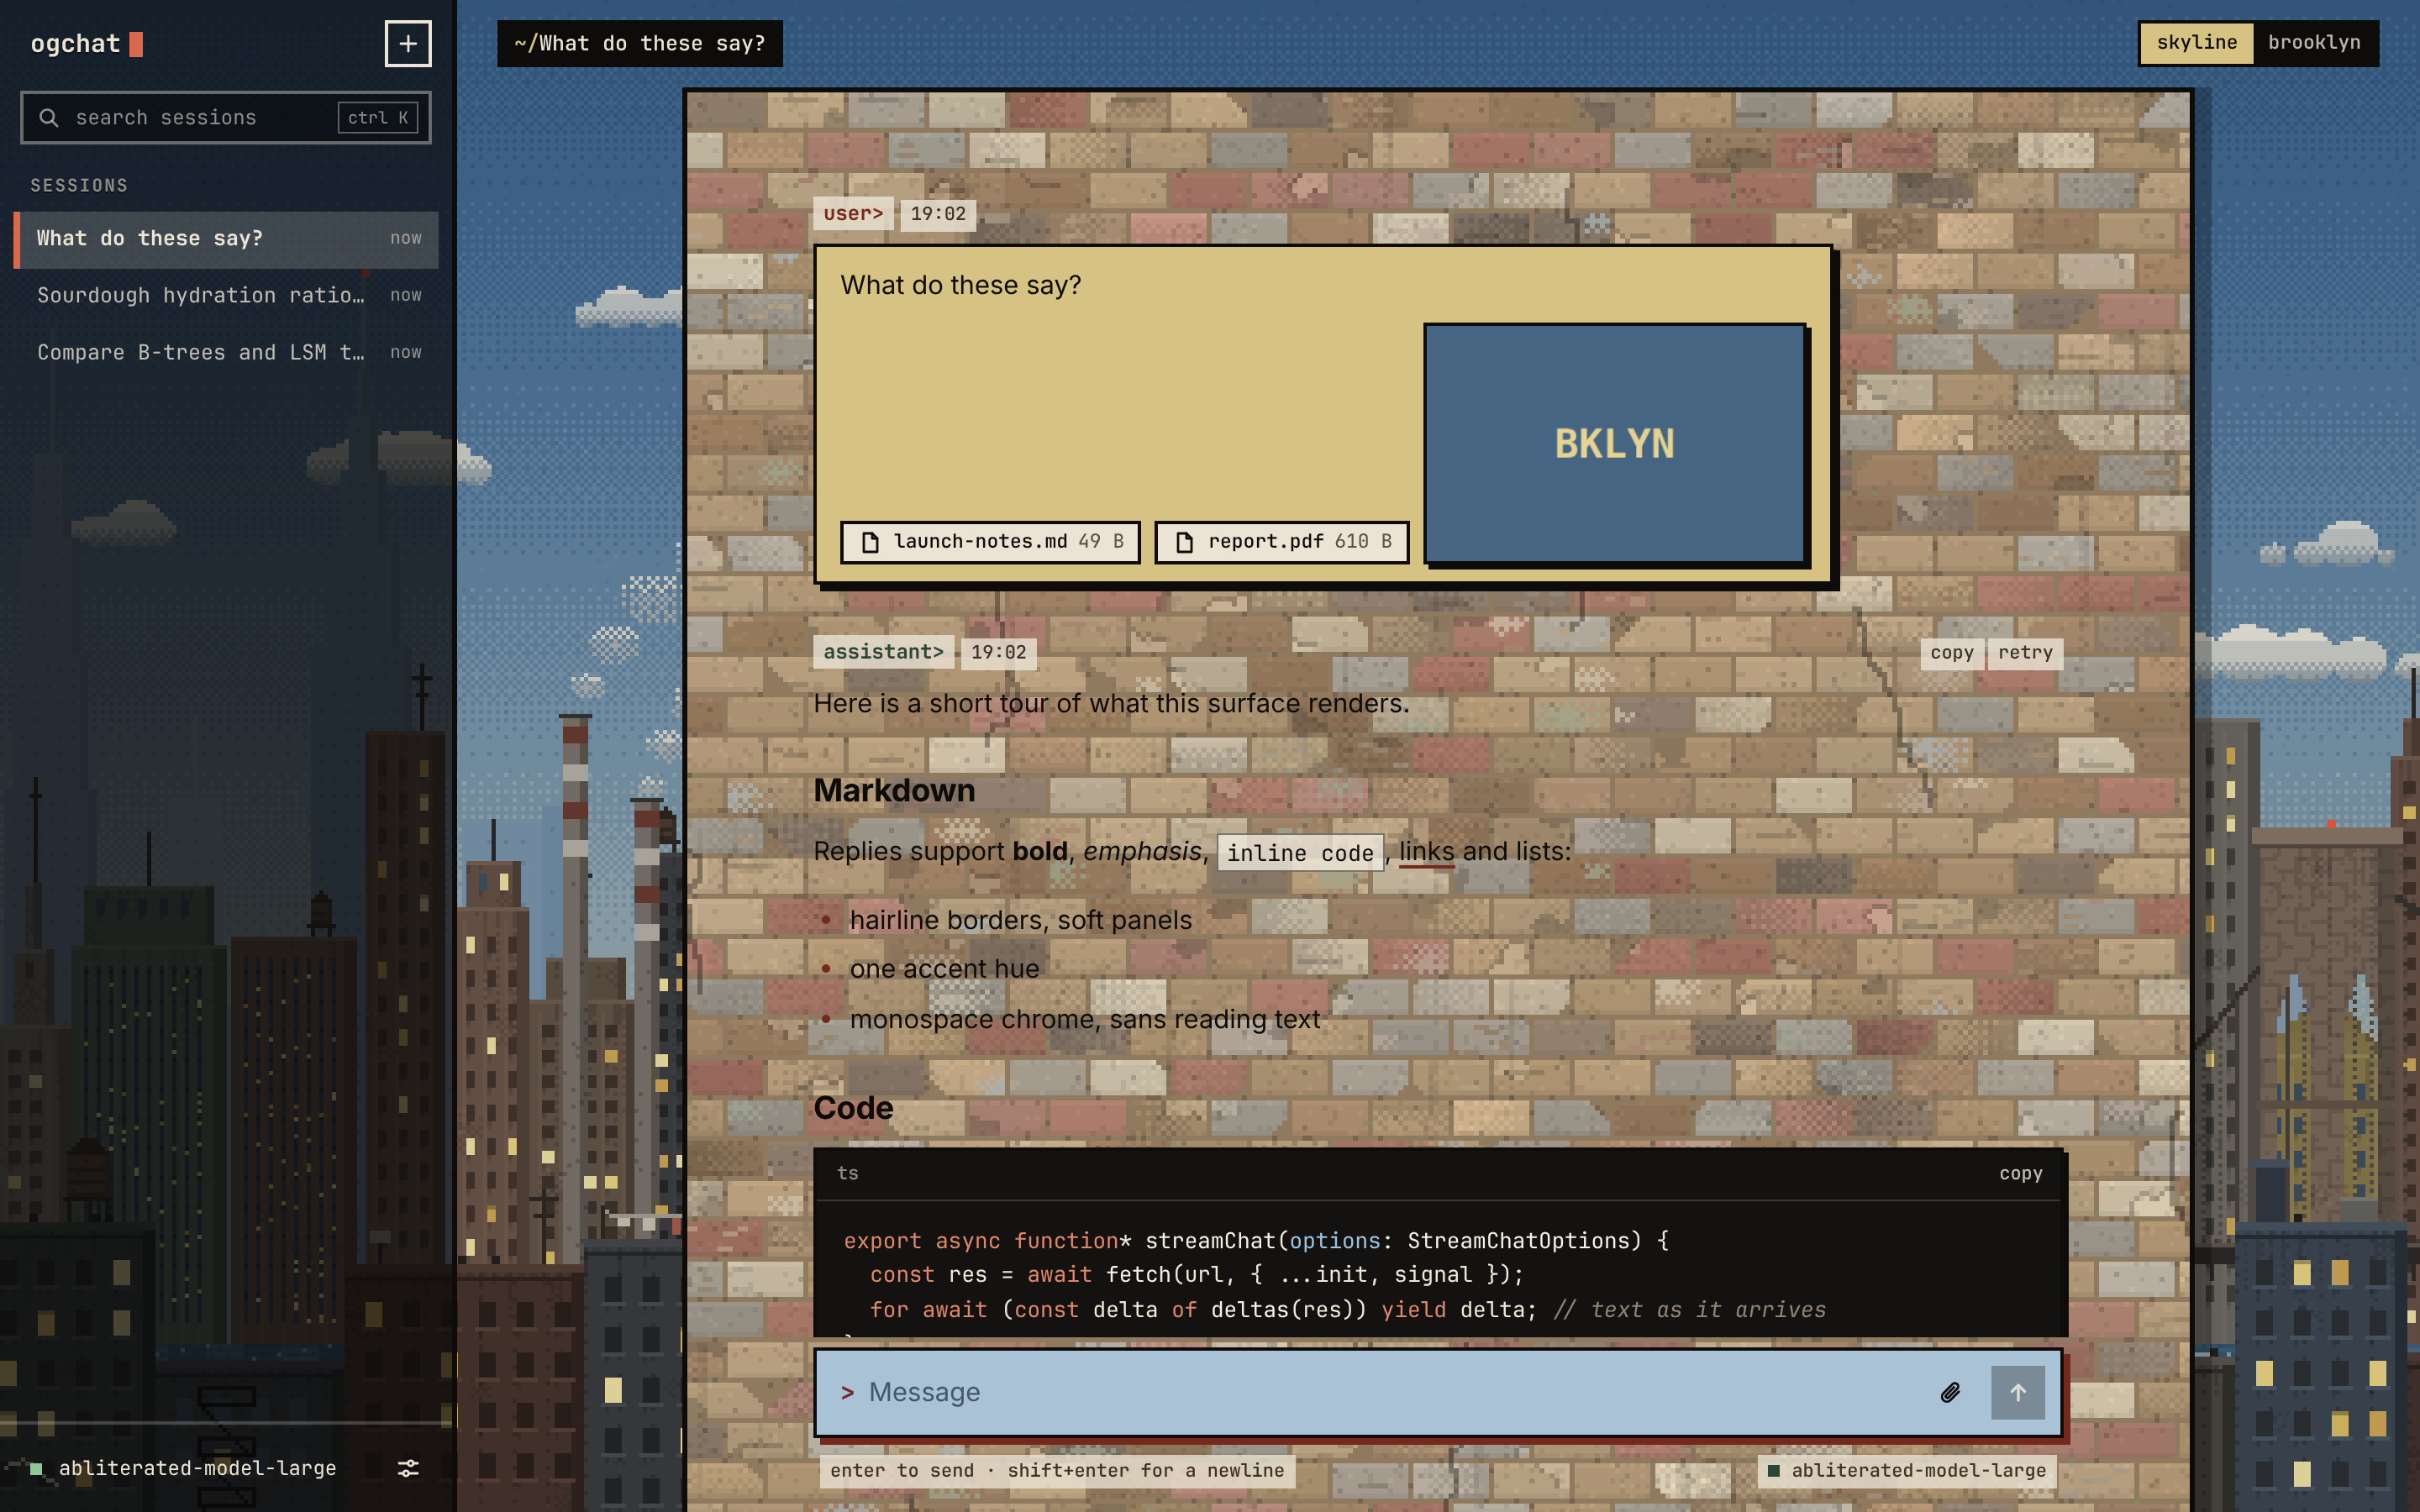 ogchat
+
search sessions
ctrl K
SESSIONS
What do these say? now
Sourdough hydration ratio… now
Compare B-trees and LSM t… now
abliterated-model-large
~/What do these say?
skyline brooklyn
user> 19:02
What do these say?
BKLYN
launch-notes.md 49 B
report.pdf 610 B
assistant> 19:02
copy retry
Here is a short tour of what this surface renders.
Markdown
Replies support bold, emphasis, inline code, links and lists:
• hairline borders, soft panels
• one accent hue
• monospace chrome, sans reading text
Code
ts copy
export async function* streamChat(options: StreamChatOptions) {
const res = await fetch(url, { ...init, signal });
for await (const delta of deltas(res)) yield delta; // text as it arrives
> Message
enter to send · shift+enter for a newline
abliterated-model-large